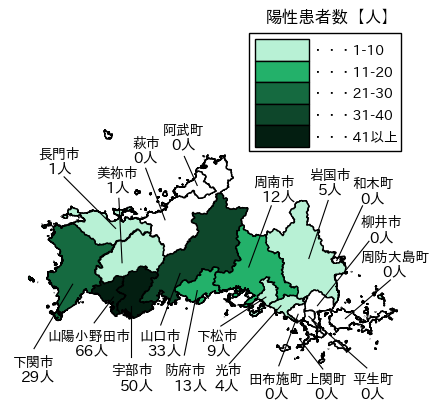 陽性患者数【人】
・・・1-10
・・・11-20
・・・21-30
・・・31-40
・・・41以上
阿武町
0人
萩市
0人
長門市
1人
美祢市
1人
周南市
12人
岩国市
5人
和木町
0人
柳井市
0人
周防大島町
0人
山陽小野田市
66人
山口市
33人
下松市
9人
下関市
29人
宇部市
50人
防府市
13人
光市
4人
田布施町
0人
上関町
0人
平生町
0人